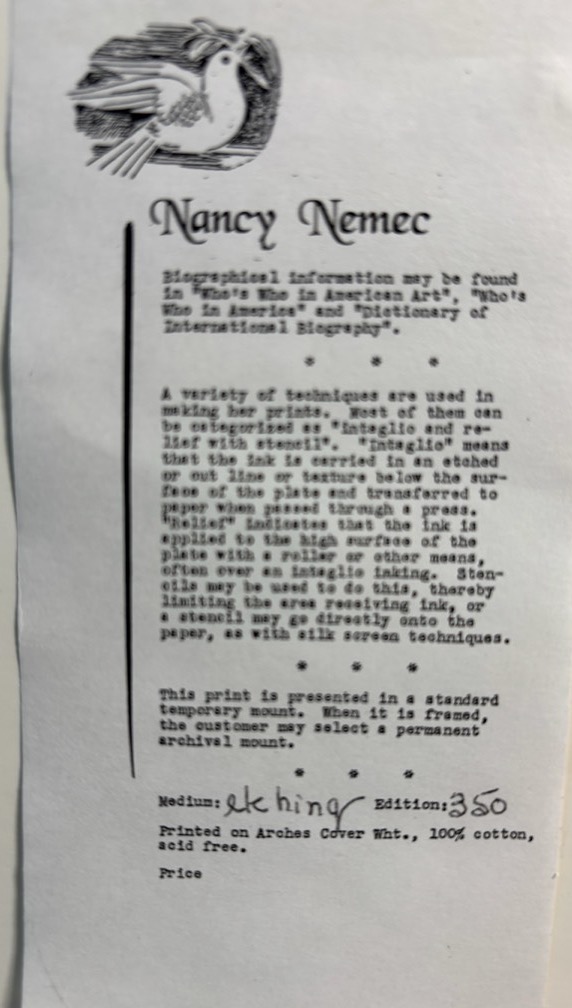 Nancy Nemec
Biographical information may be found
in "Who's Who in American Art", "Who's
Who in America" and "Dictionary of
International Biography".
* * *
A variety of techniques are used in
making her prints. Most of them can
be categorized as "intaglio and re-
lief with stencil". "Intaglio" means
that the ink is carried in an etched
or cut line or texture below the sur-
face of the plate and transferred to
paper when passed through a press.
"Relief" indicates that the ink is
applied to the high surface of the
plate with a roller or other means,
often over an intaglio inking. Sten-
cils may be used to do this, thereby
limiting the area receiving ink, or
a stencil may go directly onto the
paper, as with silk screen techniques.
* * *
This print is presented in a standard
temporary mount. When it is framed,
the customer may select a permanent
archival mount.
* * *
Medium: etching Edition: 350
Printed on Arches Cover Wht., 100% cotton,
acid free.
Price